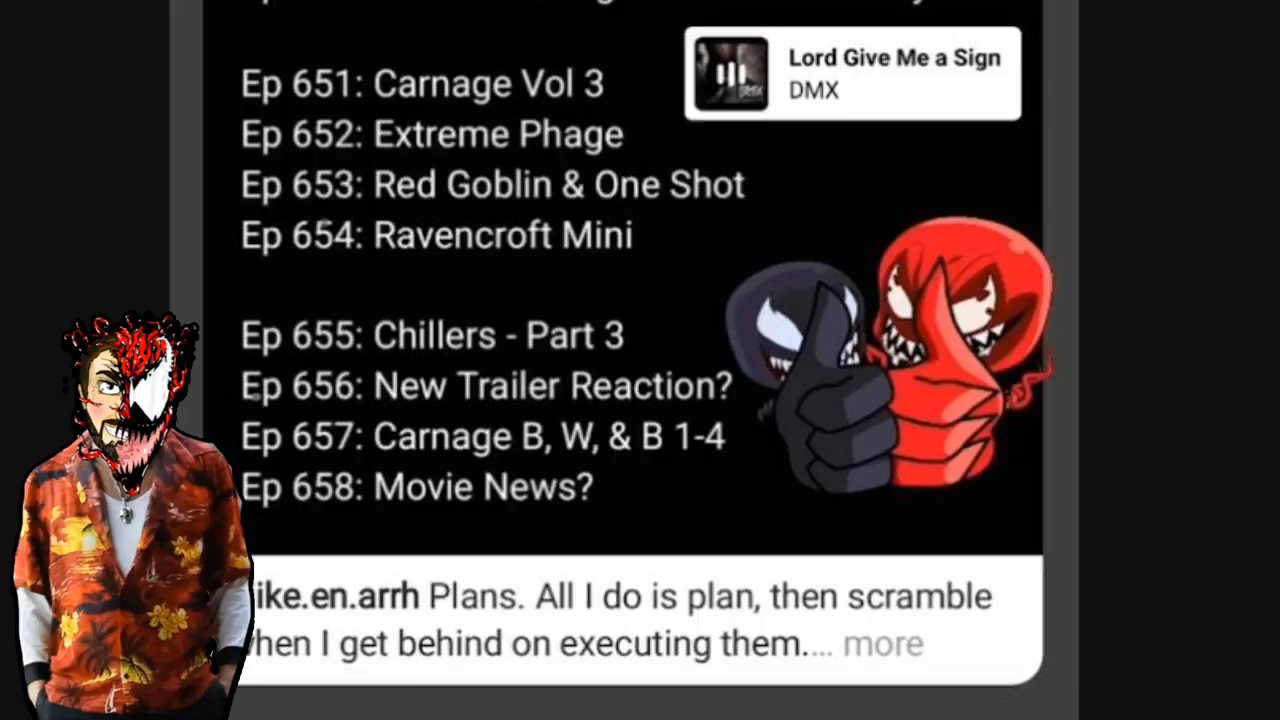 Lord Give Me a Sign
DMX
Ep 651: Carnage Vol 3
Ep 652: Extreme Phage
Ep 653: Red Goblin & One Shot
Ep 654: Ravencroft Mini
Ep 655: Chillers - Part 3
Ep 656: New Trailer Reaction?
Ep 657: Carnage B, W, & B 1-4
Ep 658: Movie News?
ike.en.arrh Plans. All I do is plan, then scramble
hen I get behind on executing them.... more